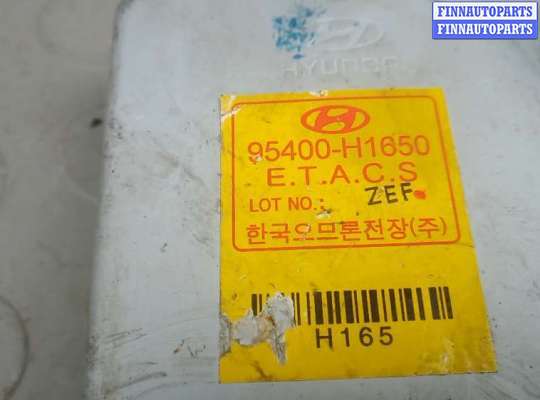 FINNAUTOPARTS
FINNAUTOPARTS
HYUNDAI
95400-H1650
E.T.A.C.S
LOT NO.: ZEF
한국오므론전장(주)
H165